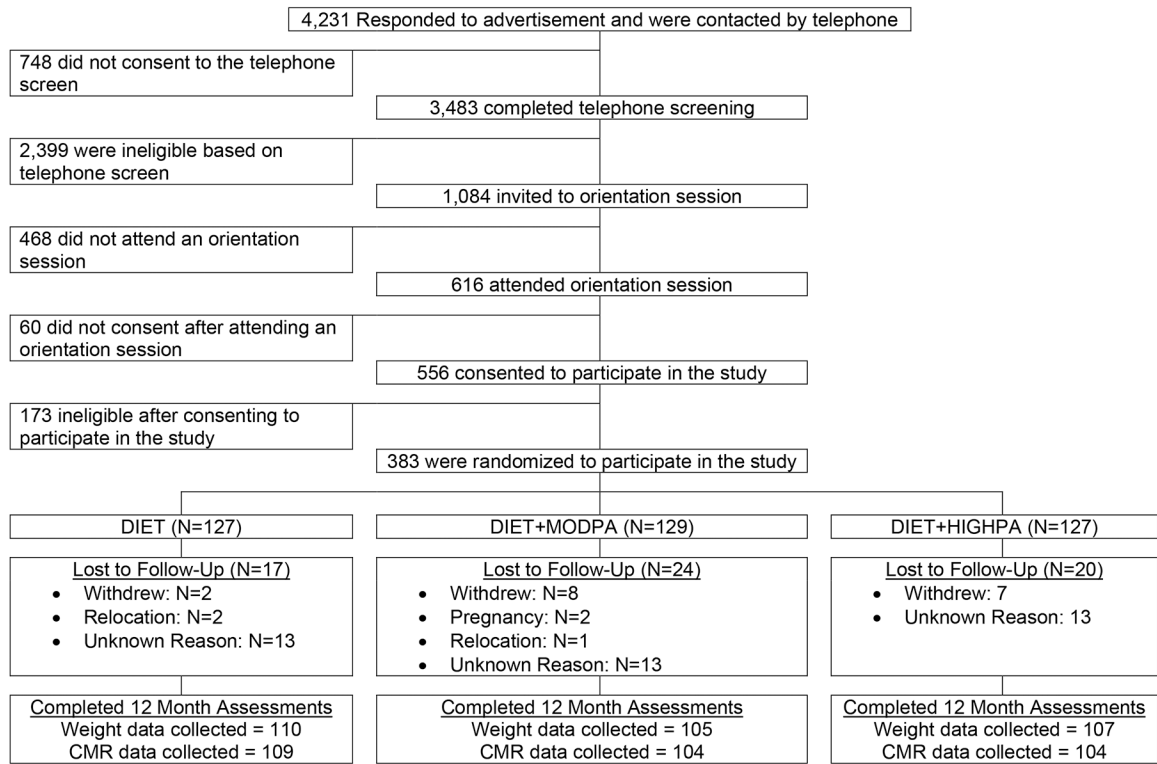 4,231 Responded to advertisement and were contacted by telephone
748 did not consent to the telephone
screen
3,483 completed telephone screening
2,399 were ineligible based on
telephone screen
1,084 invited to orientation session
468 did not attend an orientation
session
616 attended orientation session
60 did not consent after attending an
orientation session
556 consented to participate in the study
173 ineligible after consenting to
participate in the study
383 were randomized to participate in the study
DIET (N=127)
Lost to Follow-Up (N=17)
• Withdrew: N=2
• Relocation: N=2
• Unknown Reason: N=13
Completed 12 Month Assessments
Weight data collected = 110
CMR data collected = 109
DIET+MODPA (N=129)
Lost to Follow-Up (N=24)
• Withdrew: N=8
• Pregnancy: N=2
• Relocation: N=1
• Unknown Reason: N=13
Completed 12 Month Assessments
Weight data collected = 105
CMR data collected = 104
DIET+HIGHPA (N=127)
Lost to Follow-Up (N=20)
• Withdrew: 7
• Unknown Reason: 13
Completed 12 Month Assessments
Weight data collected = 107
CMR data collected = 104